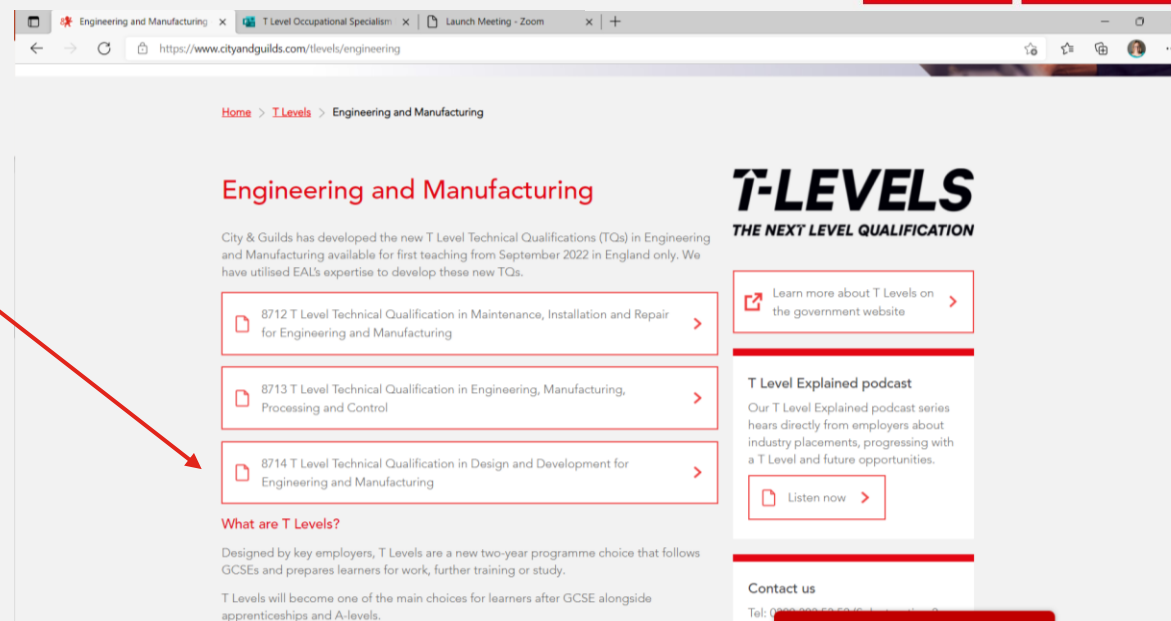 Engineering and Manufacturing
T Level Occupational Specialism
Launch Meeting - Zoom
https://www.cityandguilds.com/tlevels/engineering
Home > T Levels > Engineering and Manufacturing
Engineering and Manufacturing
City & Guilds has developed the new T Level Technical Qualifications (TQs) in Engineering
and Manufacturing available for first teaching from September 2022 in England only. We
have utilised EAL's expertise to develop these new TQs.
8712 T Level Technical Qualification in Maintenance, Installation and Repair
for Engineering and Manufacturing
8713 T Level Technical Qualification in Engineering, Manufacturing,
Processing and Control
8714 T Level Technical Qualification in Design and Development for
Engineering and Manufacturing
What are T Levels?
Designed by key employers, T Levels are a new two-year programme choice that follows
GCSEs and prepares learners for work, further training or study.
T Levels will become one of the main choices for learners after GCSE alongside
apprenticeships and A-levels.
T-LEVELS
THE NEXT LEVEL QUALIFICATION
Learn more about T Levels on
the government website
T Level Explained podcast
Our T Level Explained podcast series
hears directly from employers about
industry placements, progressing with
a T Level and future opportunities.
Listen now
Contact us
Tel: